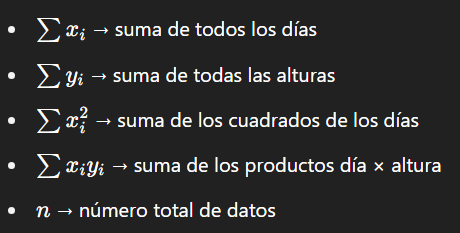 • ∑ xᵢ → suma de todos los días
• ∑ yᵢ → suma de todas las alturas
• ∑ xᵢ² → suma de los cuadrados de los días
• ∑ xᵢyᵢ → suma de los productos día × altura
• n → número total de datos